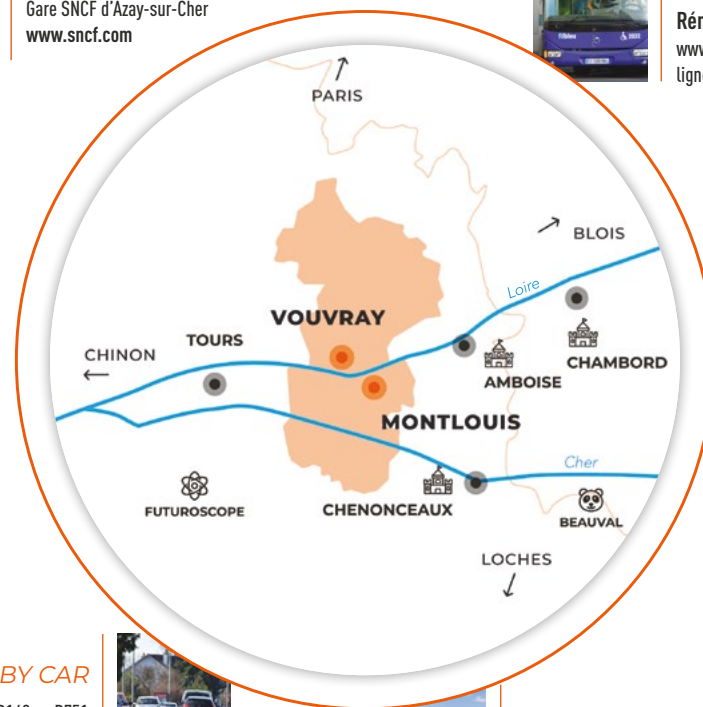 Gare SNCF d'Azay-sur-Cher
www.sncf.com
PARIS
BLOIS
Loire
VOUVRAY
TOURS
CHINON
CHAMBORD
AMBOISE
MONTLOUIS
Cher
FUTUROSCOPE
CHENONCEAUX
BEAUVAL
LOCHES
BY CAR